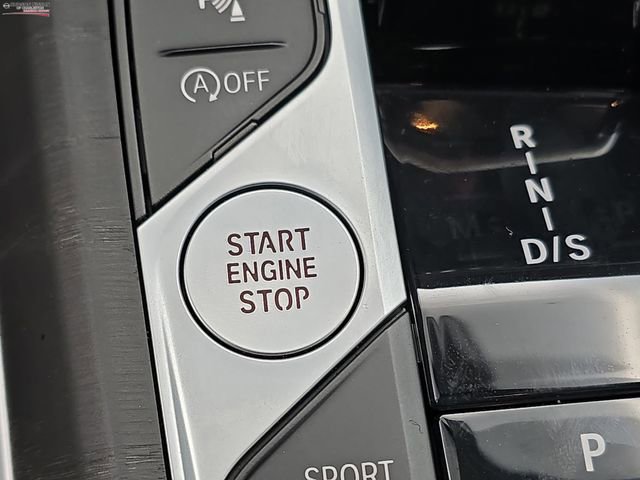 P
A OFF
START
ENGINE
STOP
SPORT
R
N
D/S
P